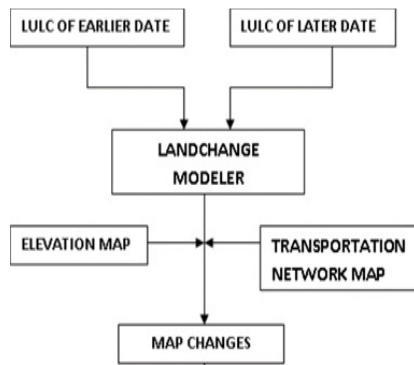 LULC OF EARLIER DATE
LULC OF LATER DATE
LANDCHANGE
MODELER
ELEVATION MAP
TRANSPORTATION
NETWORK MAP
MAP CHANGES